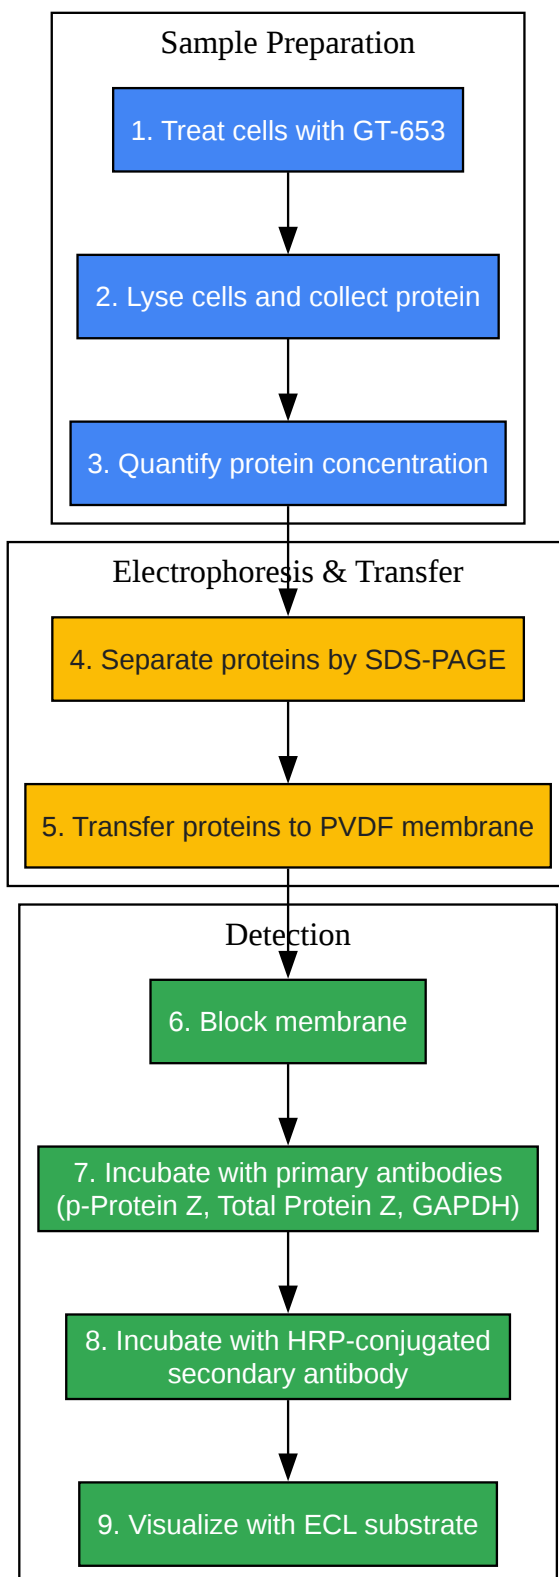 Sample Preparation
1. Treat cells with GT-653
2. Lyse cells and collect protein
3. Quantify protein concentration
Electrophoresis & Transfer
4. Separate proteins by SDS-PAGE
5. Transfer proteins to PVDF membrane
Detection
6. Block membrane
7. Incubate with primary antibodies
(p-Protein Z, Total Protein Z, GAPDH)
8. Incubate with HRP-conjugated
secondary antibody
9. Visualize with ECL substrate